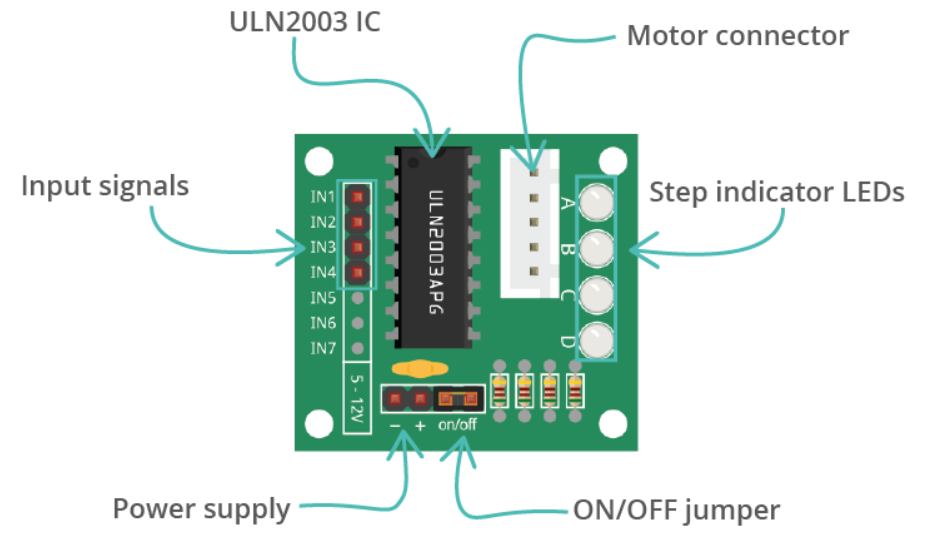 ULN2003 IC
Motor connector
Input signals
Step indicator LEDs
IN1
IN2
IN3
IN4
IN5
IN6
IN7
ULN2003APG
A
B
C
D
5 - 12V
− + on/off
Power supply
ON/OFF jumper